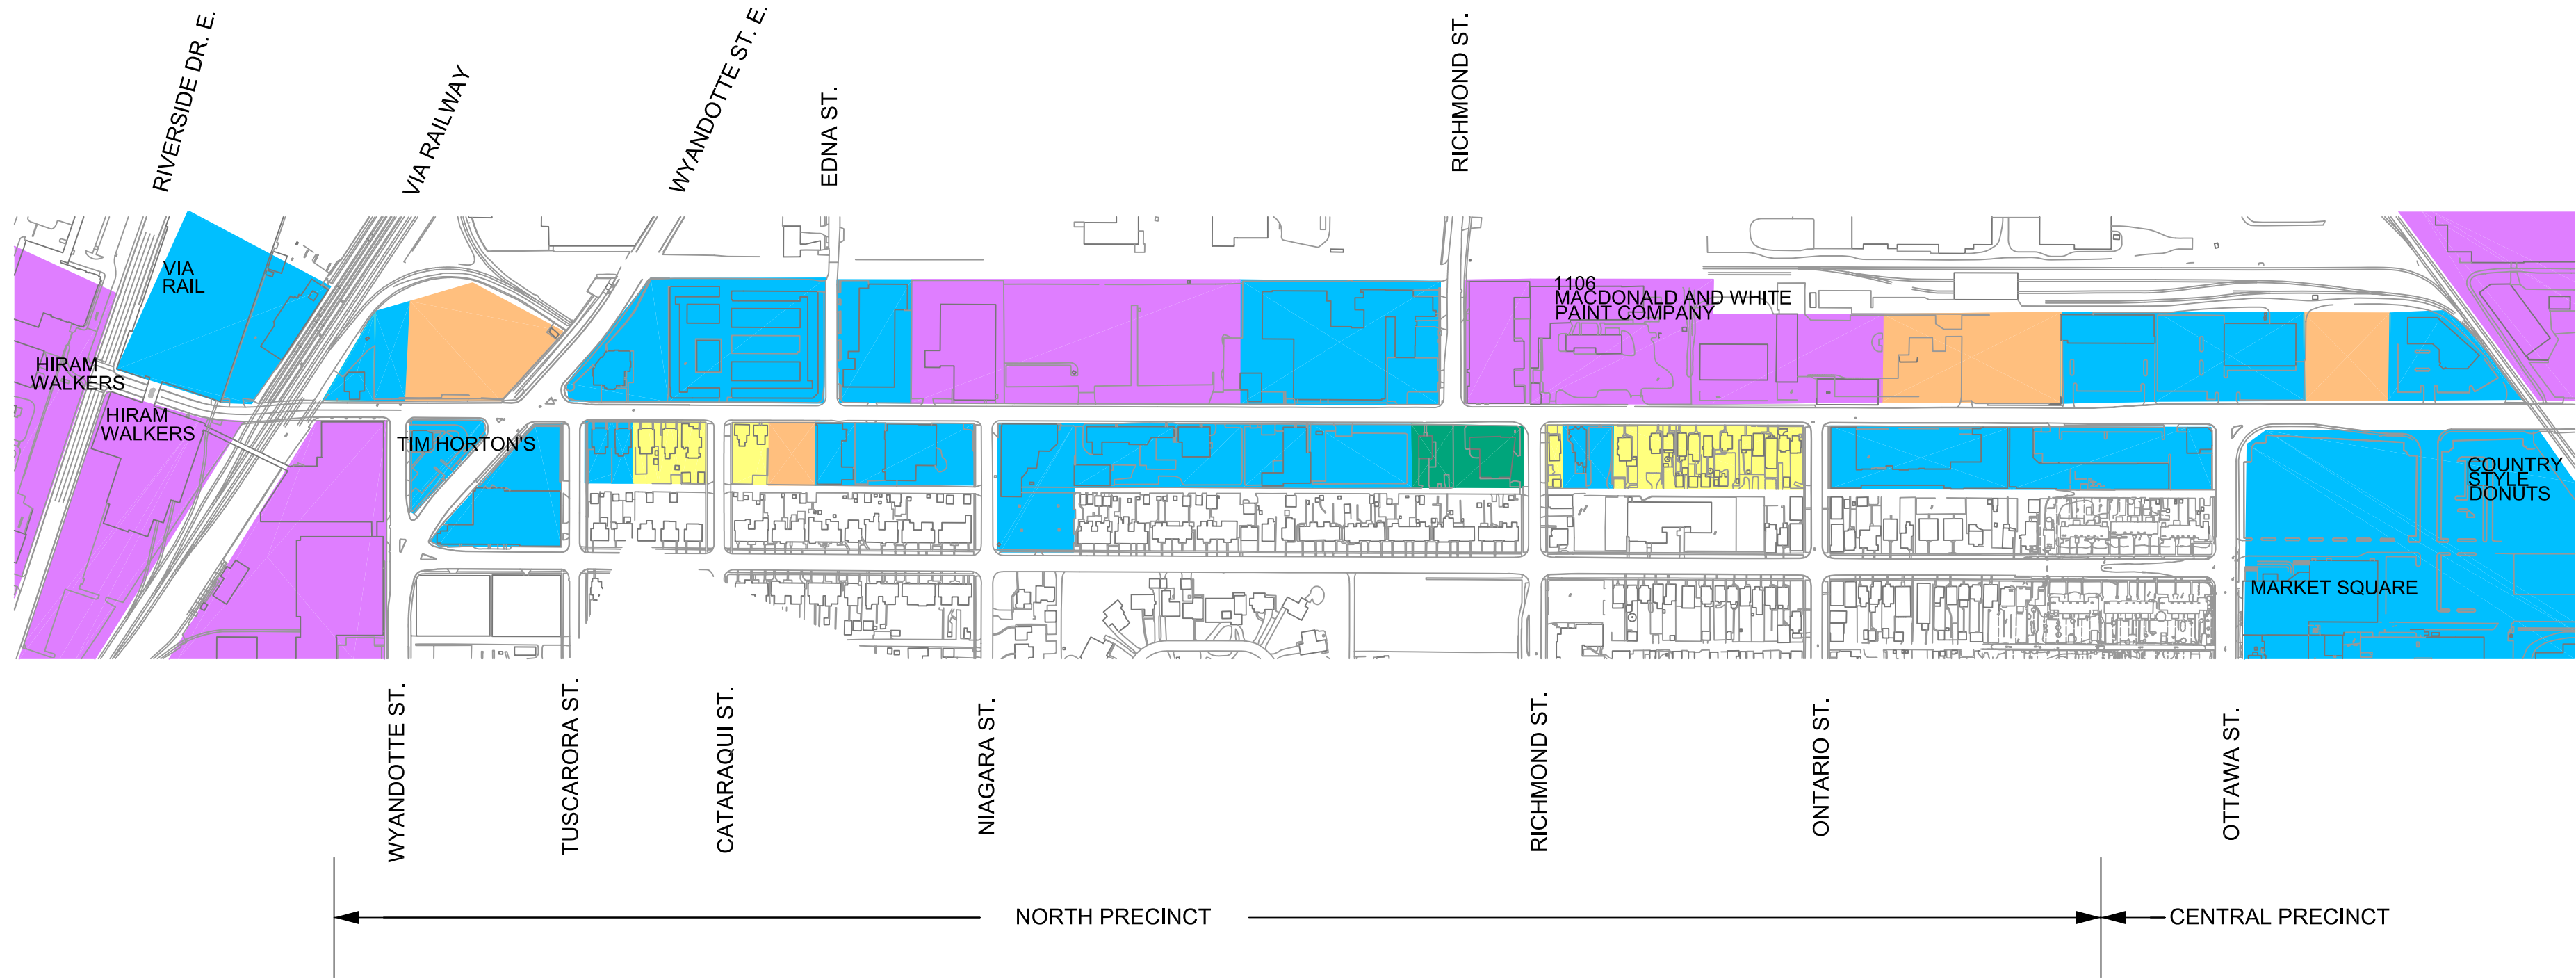 RIVERSIDE DR. E.
VIA RAILWAY
WYANDOTTE ST. E.
EDNA ST.
RICHMOND ST.
VIA
RAIL
1106
MACDONALD AND WHITE
PAINT COMPANY
HIRAM
WALKERS
HIRAM
WALKERS
TIM HORTON'S
COUNTRY
STYLE
DONUTS
MARKET SQUARE
WYANDOTTE ST.
TUSCARORA ST.
CATARAQUI ST.
NIAGARA ST.
RICHMOND ST.
ONTARIO ST.
OTTAWA ST.
NORTH PRECINCT
CENTRAL PRECINCT